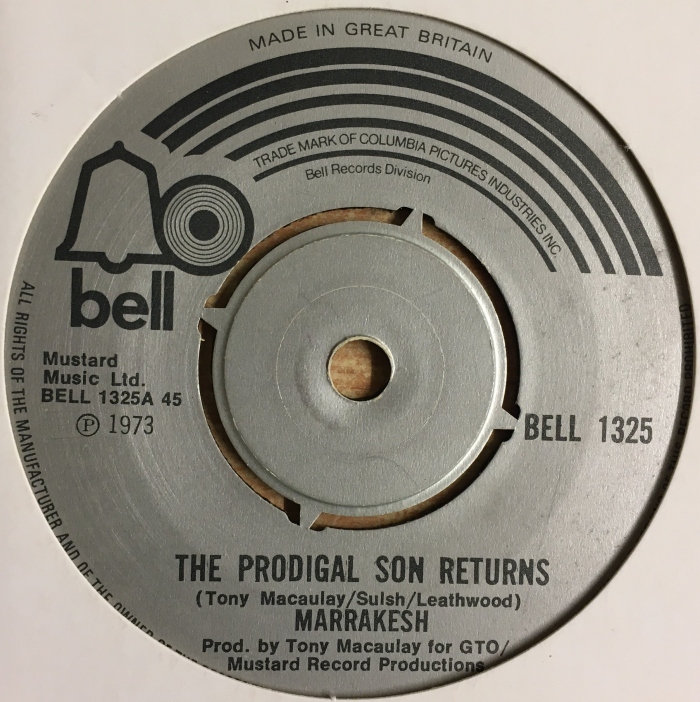 MADE IN GREAT BRITAIN
TRADE MARK OF COLUMBIA PICTURES INDUSTRIES INC.
Bell Records Division
bell
Mustard
Music Ltd.
BELL 1325A 45
Ⓟ 1973
BELL 1325
THE PRODIGAL SON RETURNS
(Tony Macaulay/Sulsh/Leathwood)
MARRAKESH
Prod. by Tony Macaulay for GTO/
Mustard Record Productions
ALL RIGHTS OF THE MANUFACTURER AND OF THE OWNER